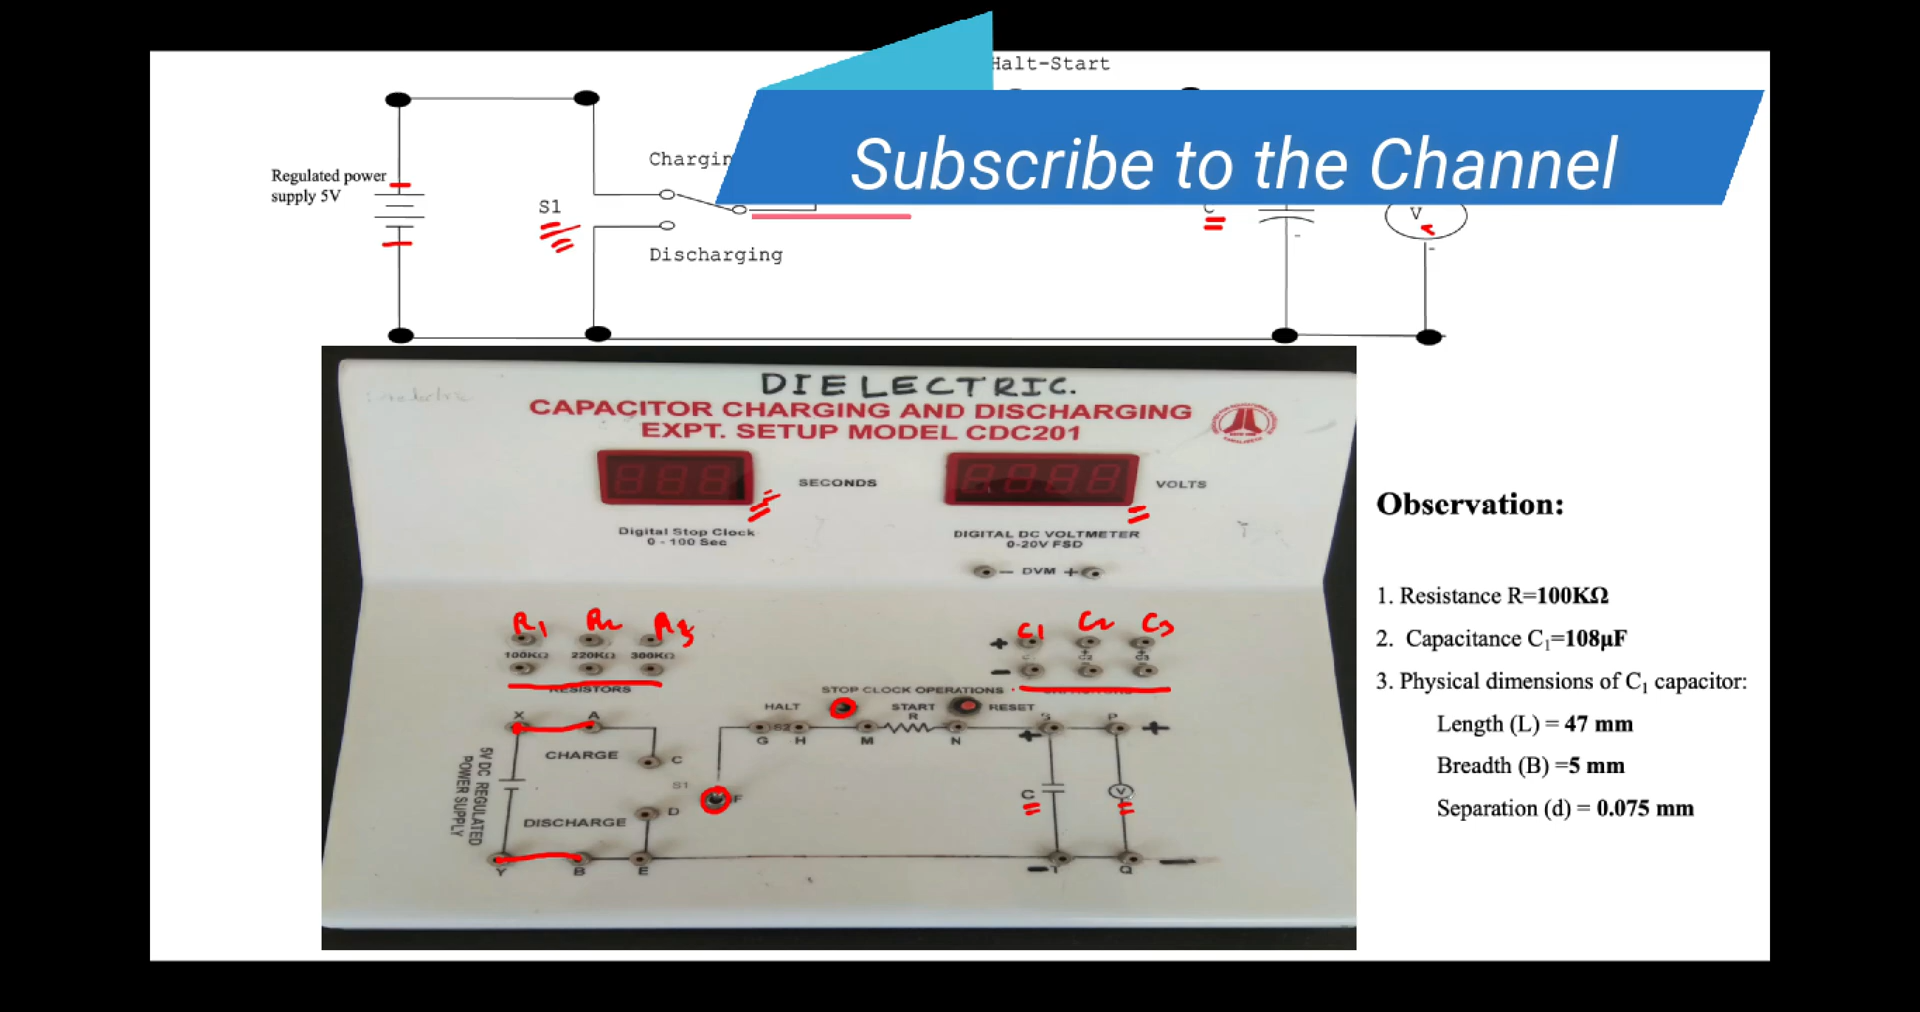 Halt-Start
Subscribe to the Channel
Chargin
Regulated power
supply 5V
S1
V
-
-
Discharging
DIELECTRIC.
CAPACITOR CHARGING AND DISCHARGING
EXPT. SETUP MODEL CDC201
SECONDS
VOLTS
Digital Stop Clock
0 - 100 Sec
DIGITAL DC VOLTMETER
0-20V FSD
- DVM +
R1 R2 R3
C1 C2 C3
100KΩ 220KΩ 300KΩ
+
C2 C3
-
RESISTORS
STOP CLOCK OPERATIONS
CAPACITORS
HALT START RESET
X A
R
S P
G S2 H M N
+ +
CHARGE C
5V DC REGULATED
POWER SUPPLY
S1
F
C
V
DISCHARGE D
Y B E
- T Q -
Observation:
1. Resistance R=100KΩ
2. Capacitance C1=108µF
3. Physical dimensions of C1 capacitor:
Length (L) = 47 mm
Breadth (B) =5 mm
Separation (d) = 0.075 mm